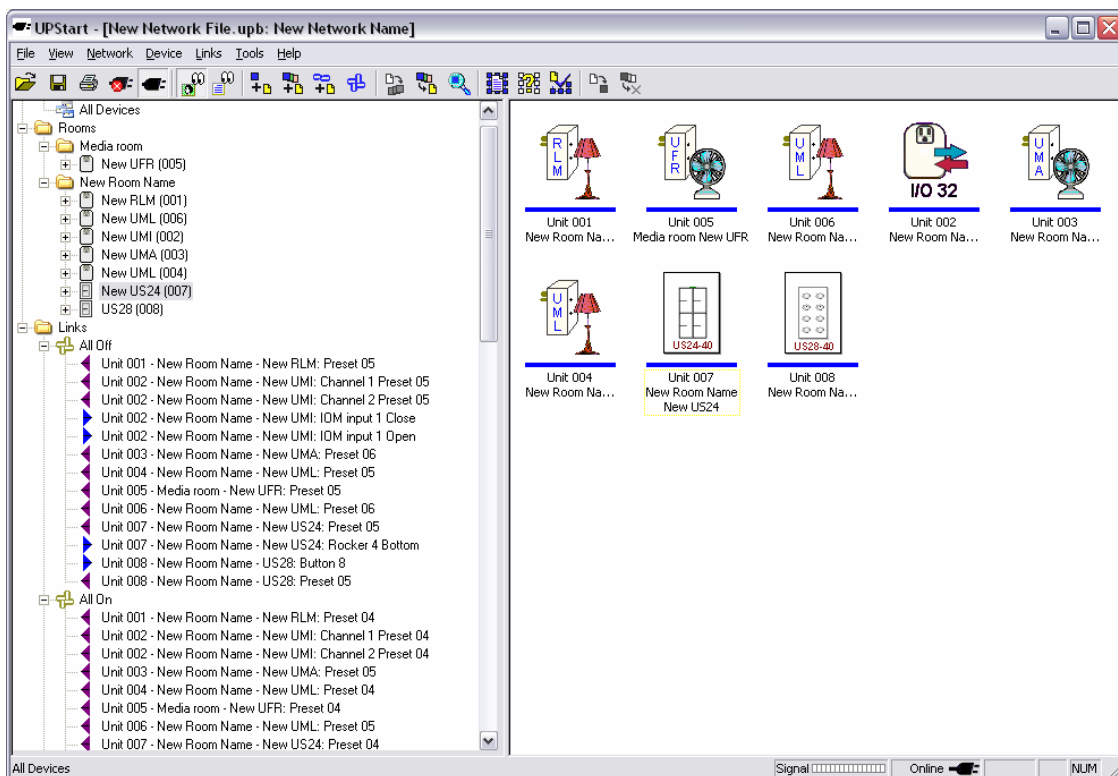 UPStart - [New Network File.upb: New Network Name]
File View Network Device Links Tools Help
All Devices
Rooms
Media room
New UFR (005)
New Room Name
New RLM (001)
New UML (006)
New UMI (002)
New UMA (003)
New UML (004)
New US24 (007)
US28 (008)
Links
All Off
Unit 001 - New Room Name - New RLM: Preset 05
Unit 002 - New Room Name - New UMI: Channel 1 Preset 05
Unit 002 - New Room Name - New UMI: Channel 2 Preset 05
Unit 002 - New Room Name - New UMI: IOM input 1 Close
Unit 002 - New Room Name - New UMI: IOM input 1 Open
Unit 003 - New Room Name - New UMA: Preset 06
Unit 004 - New Room Name - New UML: Preset 05
Unit 005 - Media room - New UFR: Preset 05
Unit 006 - New Room Name - New UML: Preset 06
Unit 007 - New Room Name - New US24: Preset 05
Unit 007 - New Room Name - New US24: Rocker 4 Bottom
Unit 008 - New Room Name - US28: Button 8
Unit 008 - New Room Name - US28: Preset 05
All On
Unit 001 - New Room Name - New RLM: Preset 04
Unit 002 - New Room Name - New UMI: Channel 1 Preset 04
Unit 002 - New Room Name - New UMI: Channel 2 Preset 04
Unit 003 - New Room Name - New UMA: Preset 05
Unit 004 - New Room Name - New UML: Preset 04
Unit 005 - Media room - New UFR: Preset 04
Unit 006 - New Room Name - New UML: Preset 05
Unit 007 - New Room Name - New US24: Preset 04
RLM
Unit 001
New Room Na...
UFR
Unit 005
Media room New UFR
UML
Unit 006
New Room Na...
I/O 32
Unit 002
New Room Na...
UMA
Unit 003
New Room Na...
UML
Unit 004
New Room Na...
US24-40
Unit 007
New Room Name
New US24
US28-40
Unit 008
New Room Na...
All Devices
Signal
Online
NUM